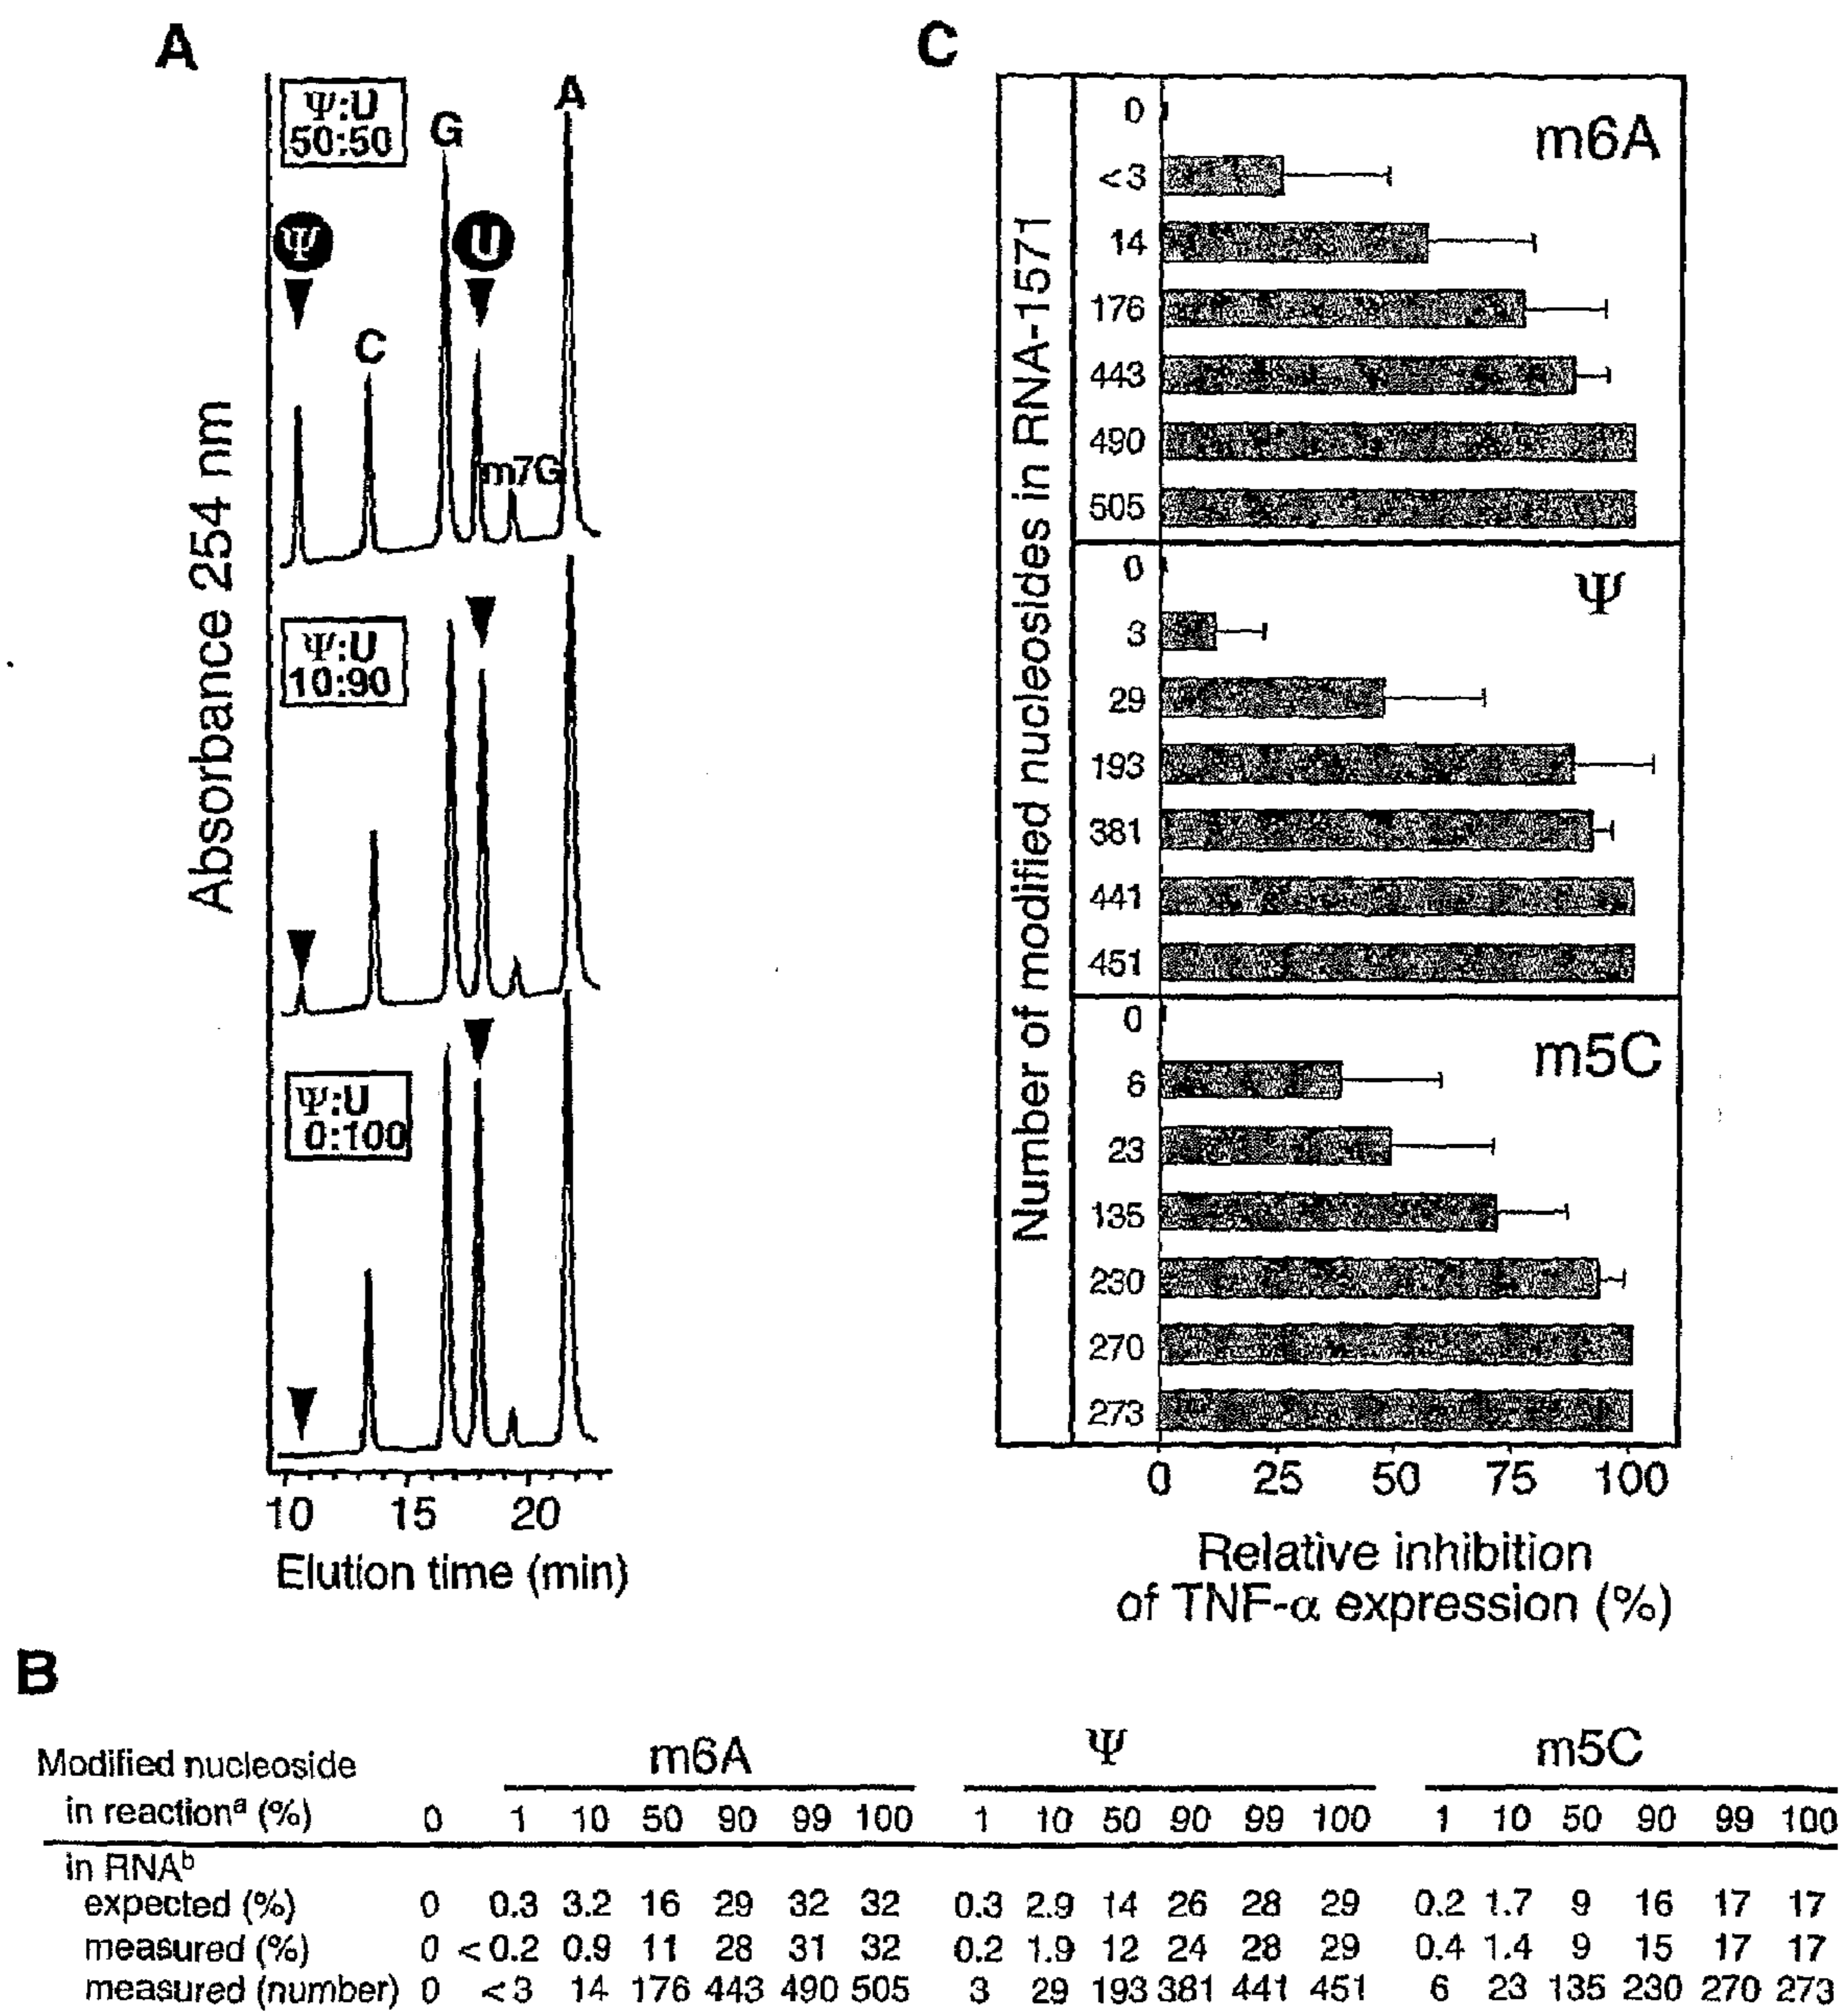 A
Ψ:U
50:50
G
A
Ψ
U
C
m7G
Ψ:U
10:90
Ψ:U
0:100
Absorbance 254 nm
10 15 20
Elution time (min)
C
Number of modified nucleosides in RNA-1571
m6A
0
<3
14
176
443
490
505
Ψ
0
3
29
193
381
441
451
m5C
0
6
23
135
230
270
273
0 25 50 75 100
Relative inhibition
of TNF-α expression (%)
B
m6A Ψ m5C
Modified nucleoside
in reactionᵃ (%) 0 1 10 50 90 99 100 1 10 50 90 99 100 1 10 50 90 99 100
in RNAᵇ
expected (%) 0 0.3 3.2 16 29 32 32 0.3 2.9 14 26 28 29 0.2 1.7 9 16 17 17
measured (%) 0 <0.2 0.9 11 28 31 32 0.2 1.9 12 24 28 29 0.4 1.4 9 15 17 17
measured (number) 0 <3 14 176 443 490 505 3 29 193 381 441 451 6 23 135 230 270 273